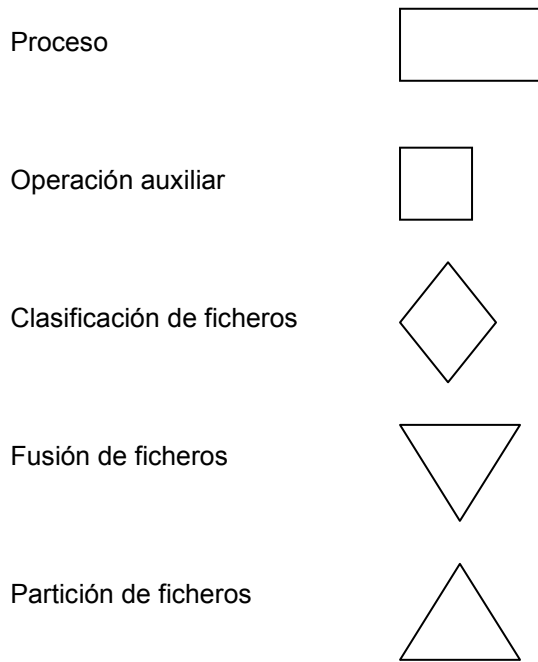 Proceso
Operación auxiliar
Clasificación de ficheros
Fusión de ficheros
Partición de ficheros